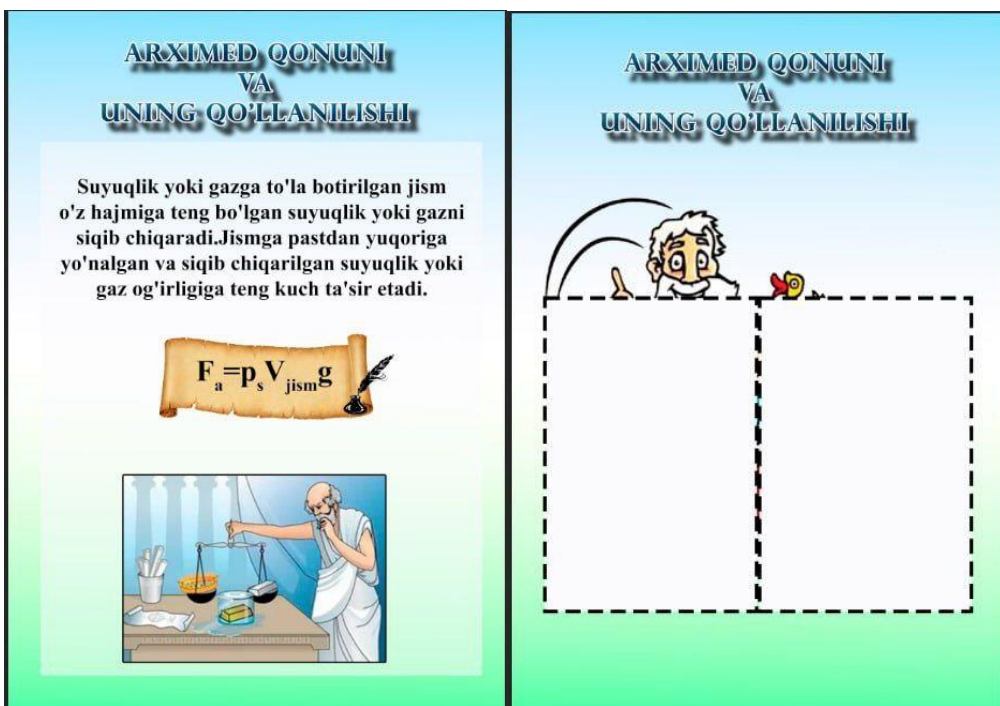 ARXIMED QONUNI
VA
UNING QO'LLANILISHI
Suyuqlik yoki gazga to'la botirilgan jism
o'z hajmiga teng bo'lgan suyuqlik yoki gazni
siqib chiqaradi.Jismga pastdan yuqoriga
yo'nalgan va siqib chiqarilgan suyuqlik yoki
gaz og'irligiga teng kuch ta'sir etadi.
Fa=psVjismg
ARXIMED QONUNI
VA
UNING QO'LLANILISHI